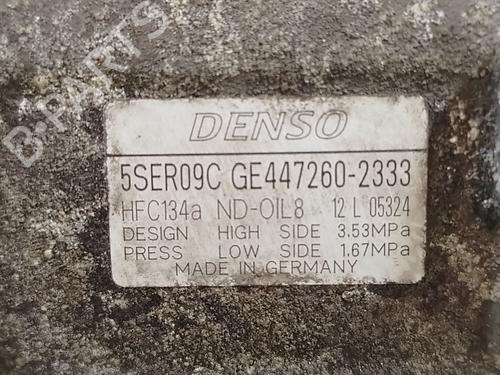 B-PARTS
DENSO
5SER09C GE447260-2333
HFC134a ND-OIL8 12 L 05324
DESIGN HIGH SIDE 3.53MPa
PRESS LOW SIDE 1.67MPa
MADE IN GERMANY